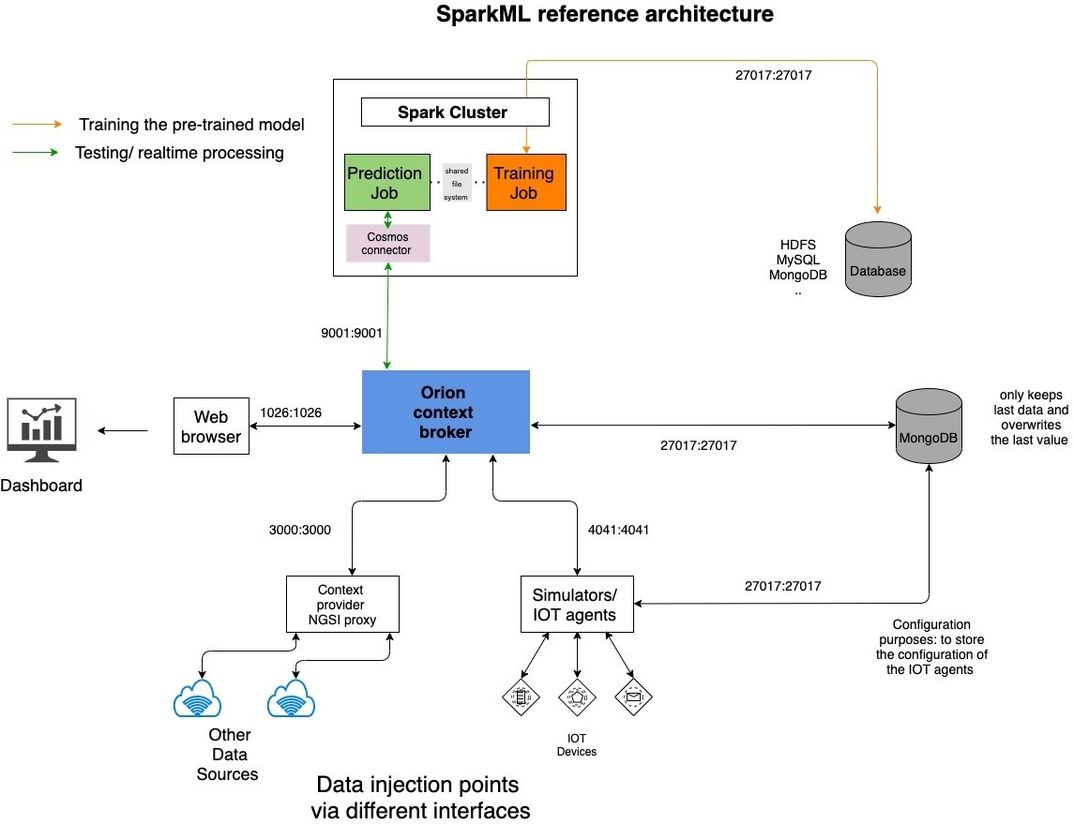 SparkML reference architecture
27017:27017
Training the pre-trained model
Testing/ realtime processing
Spark Cluster
Prediction
Job
shared
file
system
Training
Job
Cosmos
connector
HDFS
MySQL
MongoDB
..
Database
9001:9001
Orion
context
broker
Web
browser
1026:1026
Dashboard
27017:27017
MongoDB
only keeps
last data and
overwrites
the last value
3000:3000
4041:4041
Context
provider
NGSI proxy
Simulators/
IOT agents
27017:27017
Configuration
purposes: to store
the configuration of
the IOT agents
Other
Data
Sources
IOT
Devices
Data injection points
via different interfaces